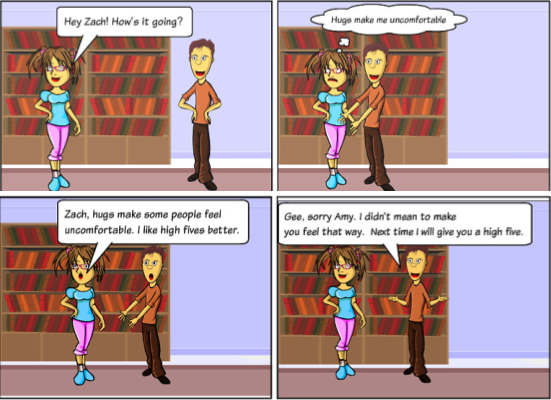 Hey Zach! How's it going?
Hugs make me uncomfortable
Zach, hugs make some people feel
uncomfortable. I like high fives better.
Gee, sorry Amy. I didn't mean to make
you feel that way. Next time I will give you a high five.